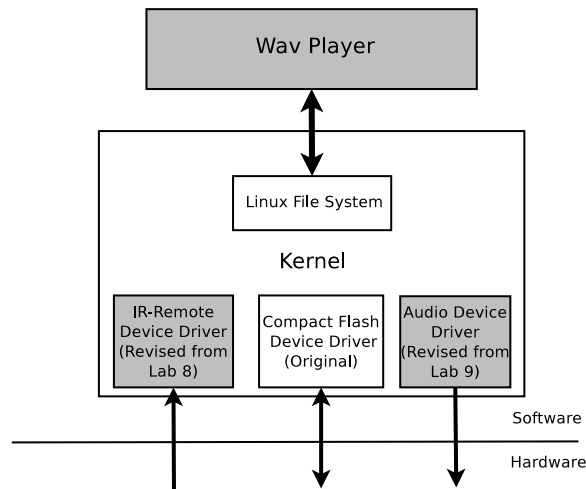 Wav Player
Linux File System
Kernel
IR-Remote
Device Driver
(Revised from
Lab 8)
Compact Flash
Device Driver
(Original)
Audio Device
Driver
(Revised from
Lab 9)
Software
Hardware